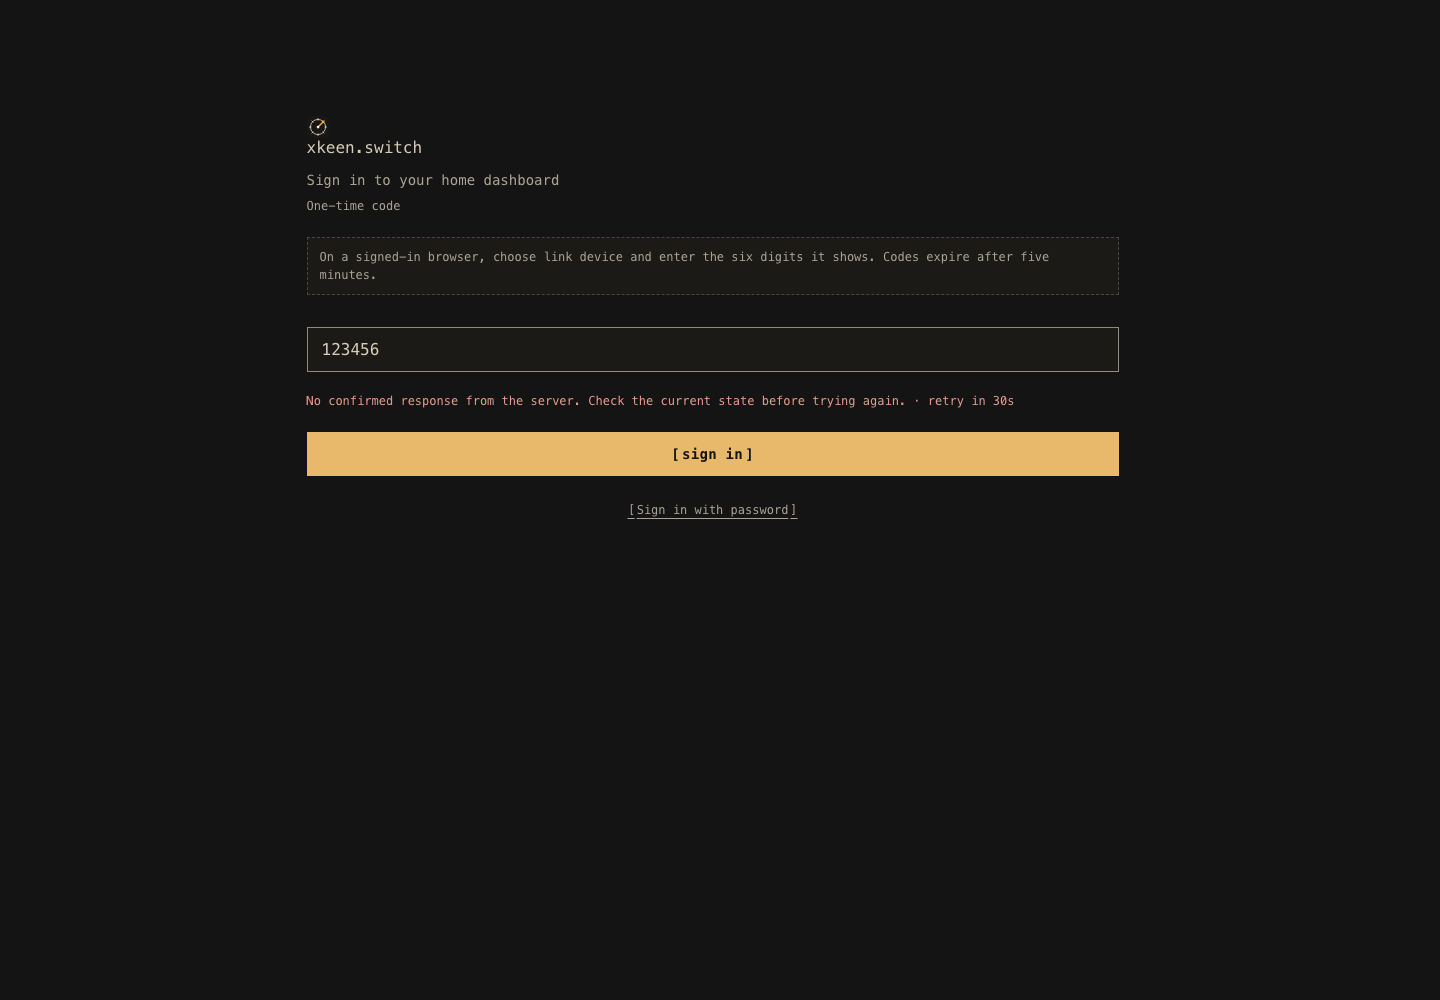 xkeen.switch
Sign in to your home dashboard
One-time code
On a signed-in browser, choose link device and enter the six digits it shows. Codes expire after five
minutes.
123456
No confirmed response from the server. Check the current state before trying again. · retry in 30s
[sign in]
[Sign in with password]